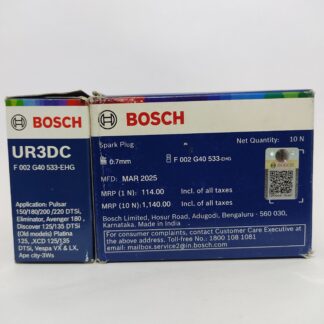 BOSCH
UR3DC
F 002 G40 533-EHG
Application: Pulsar
150/180/200 /220 DTSi,
Eliminator, Avenger 180 ,
Discover 125/135 DTSi
(Old models) Platina
125, ,XCD 125/135
DTSi, Vespa VX & LX,
Ape city-3Ws
BOSCH
Spark Plug
Net Quantity: 10 N
0.7mm
F 002 G40 533-EHG
MFD: MAR 2025
MRP (1 N): 114.00 Incl. of all taxes
MRP (10 N): 1,140.00 Incl. of all taxes
Bosch Limited, Hosur Road, Adugodi, Bengaluru - 560 030,
Karnataka. Made in India
For consumer complaints, contact Customer Care Executive at
the above address. Toll free no.: 1800 108 1081
email: mailbox.service2@in.bosch.com